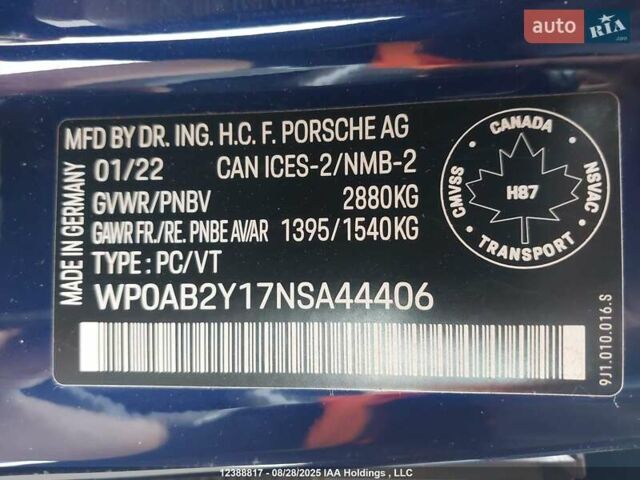 auto RIA.com
MFD BY DR. ING. H.C. F. PORSCHE AG
01/22 CAN ICES-2/NMB-2
GVWR/PNBV 2880KG
GAWR FR./RE. PNBE AV/AR 1395/1540KG
TYPE : PC/VT
WP0AB2Y17NSA44406
MADE IN GERMANY
CANADA
CMVSS
H87
NSVAC
TRANSPORT
9J1.010.016.S
12388817 - 08/28/2025 IAA Holdings , LLC